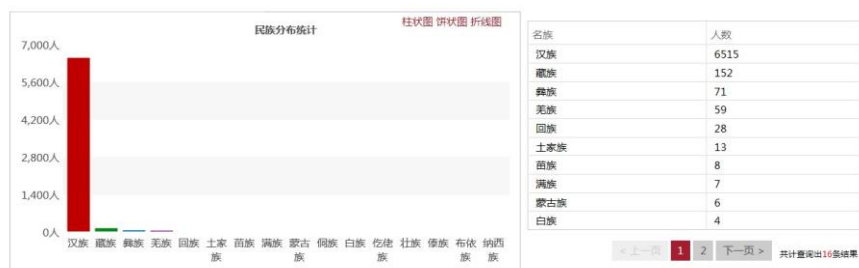 民族分布统计
柱状图 饼状图 折线图
7,000人
5,600人
4,200人
2,800人
1,400人
0人
汉族 藏族 彝族 羌族 回族 土家族 苗族 满族 蒙古族 侗族 白族 仡佬族 壮族 傣族 布依族 纳西族
名族 人数
汉族 6515
藏族 152
彝族 71
羌族 59
回族 28
土家族 13
苗族 8
满族 7
蒙古族 6
白族 4
< 上一页 1 2 下一页 > 共计查询出16条结果